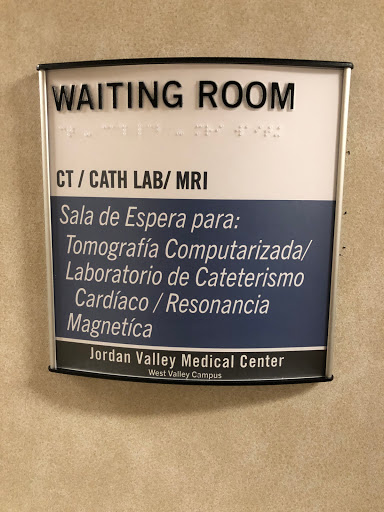 WAITING ROOM
CT / CATH LAB/ MRI
Sala de Espera para:
Tomografía Computarizada/
Laboratorio de Cateterismo
Cardíaco / Resonancia
Magnetíca
Jordan Valley Medical Center
West Valley Campus